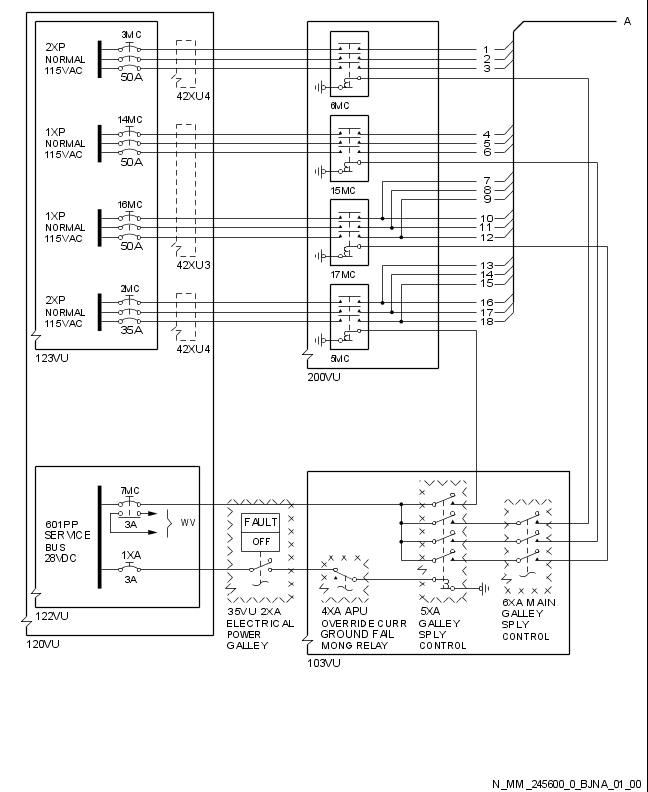 A
2XP
NORMAL
115VAC
3MC
50A
42XU4
6MC
1
2
3
1XP
NORMAL
115VAC
14MC
50A
15MC
4
5
6
7
8
9
1XP
NORMAL
115VAC
16MC
50A
42XU3
17MC
10
11
12
13
14
15
2XP
NORMAL
115VAC
2MC
35A
42XU4
5MC
16
17
18
123VU
200VU
601PP
SERVICE
BUS
28VDC
7MC
3A
WV
1XA
3A
FAULT
OFF
122VU
120VU
35VU 2XA
ELECTRICAL
POWER
GALLEY
4XA APU
OVERRIDE CURR
GROUND FAIL
MONG RELAY
5XA
GALLEY
SPLY
CONTROL
6XA MAIN
GALLEY
SPLY
CONTROL
103VU
N_MM_245600_0_BJNA_01_00